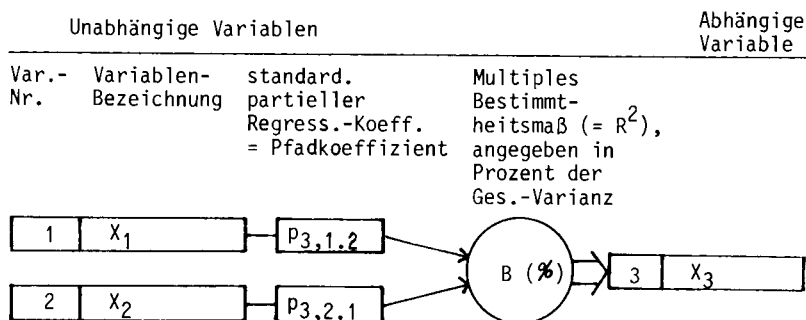 Unabhängige Variablen
Abhängige
Variable
Var.-
Nr.
Variablen-
Bezeichnung
standard.
partieller
Regress.-Koeff.
= Pfadkoeffizient
Multiples
Bestimmt-
heitsmaß (= R²),
angegeben in
Prozent der
Ges.-Varianz
1 X₁ p₃,₁.₂
B (%) 3 X₃
2 X₂ p₃,₂.₁